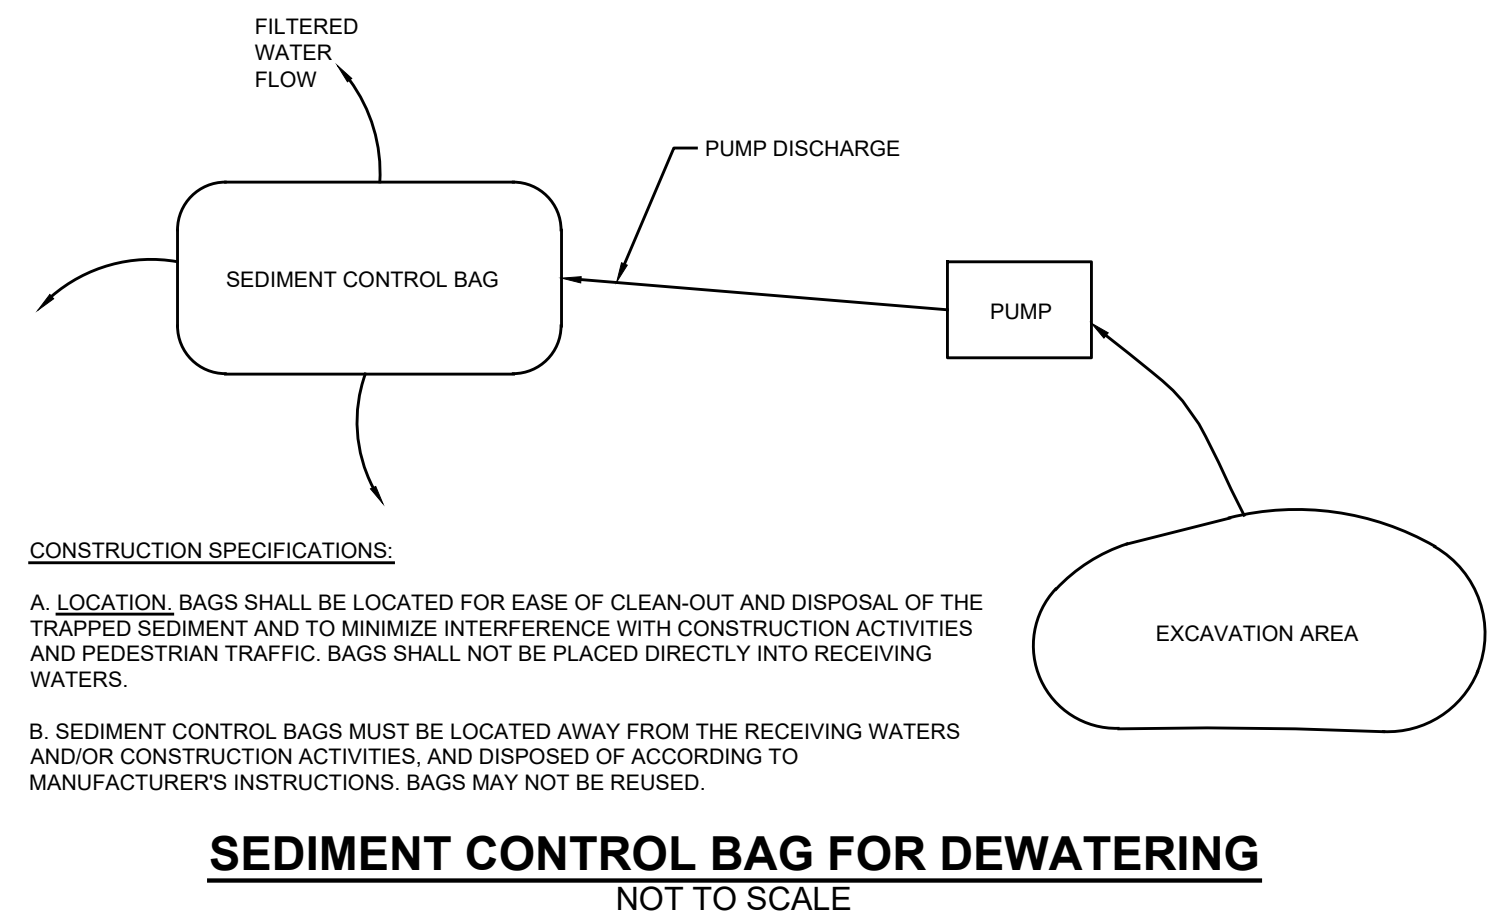 FILTERED
WATER
FLOW
PUMP DISCHARGE
SEDIMENT CONTROL BAG
PUMP
EXCAVATION AREA
CONSTRUCTION SPECIFICATIONS:
A. LOCATION. BAGS SHALL BE LOCATED FOR EASE OF CLEAN-OUT AND DISPOSAL OF THE
TRAPPED SEDIMENT AND TO MINIMIZE INTERFERENCE WITH CONSTRUCTION ACTIVITIES
AND PEDESTRIAN TRAFFIC. BAGS SHALL NOT BE PLACED DIRECTLY INTO RECEIVING
WATERS.
B. SEDIMENT CONTROL BAGS MUST BE LOCATED AWAY FROM THE RECEIVING WATERS
AND/OR CONSTRUCTION ACTIVITIES, AND DISPOSED OF ACCORDING TO
MANUFACTURER'S INSTRUCTIONS. BAGS MAY NOT BE REUSED.
SEDIMENT CONTROL BAG FOR DEWATERING
NOT TO SCALE